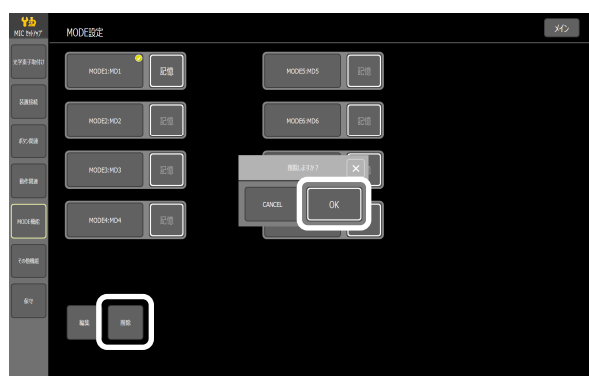 MIC セットアップ
MODE設定
メイン
光学素子取付け
装置接続
ボタン関連
動作関連
MODE機能
その他機能
保守
MODE1:MD1
記憶
MODE5:MD5
記憶
MODE2:MD2
記憶
MODE6:MD6
記憶
MODE3:MD3
記憶
MODE4:MD4
記憶
削除しますか?
CANCEL
OK
編集
削除